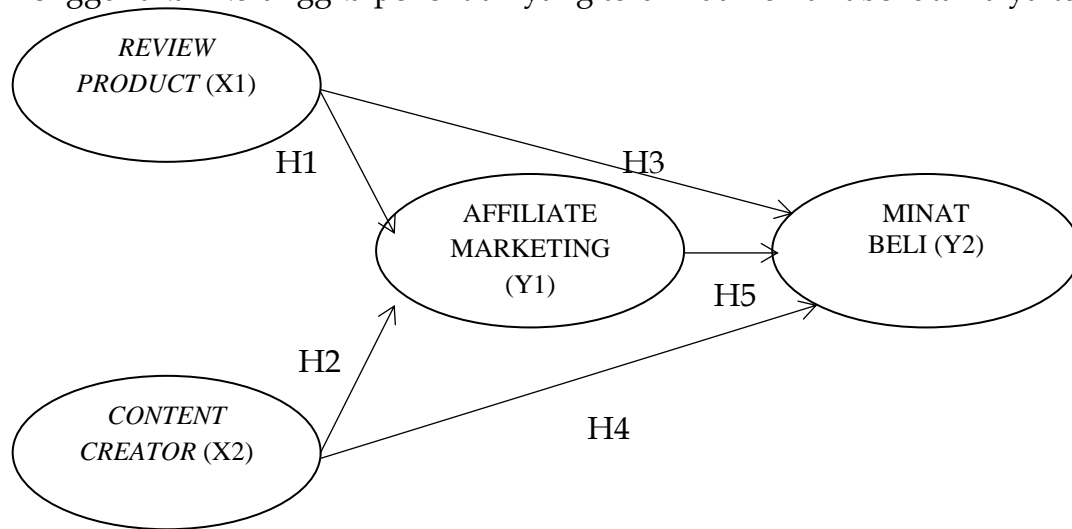 REVIEW
PRODUCT (X1)
H1
H3
AFFILIATE
MARKETING
(Y1)
MINAT
BELI (Y2)
H5
H2
CONTENT
CREATOR (X2)
H4